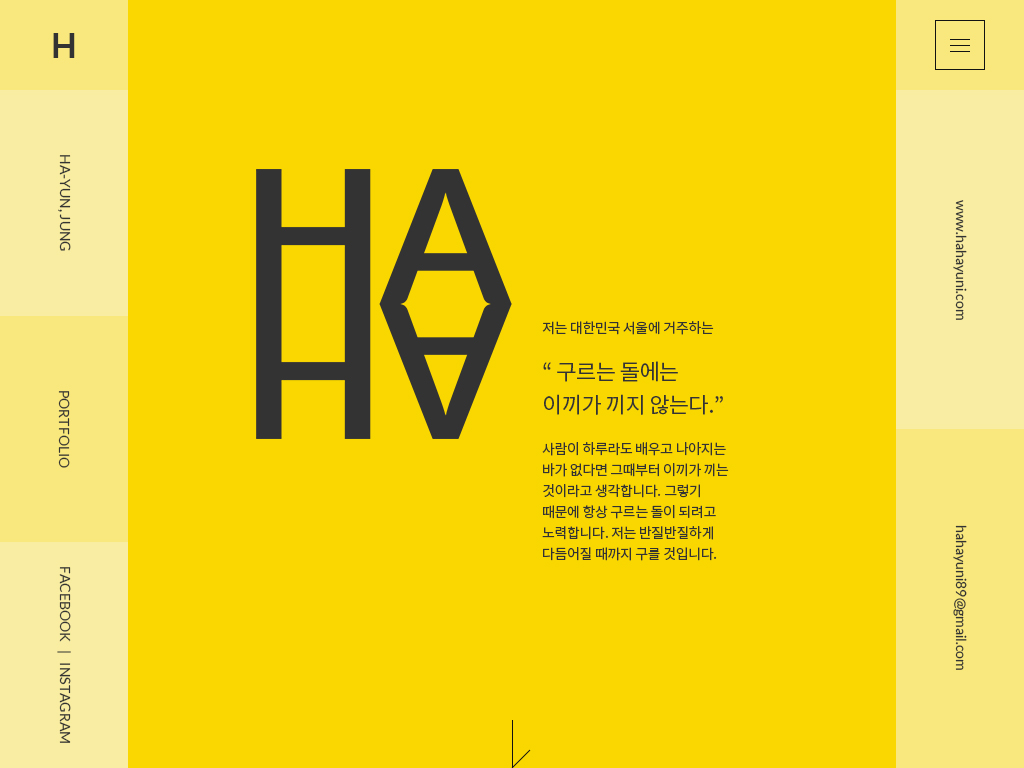 H
HA-YUN,JUNG
PORTFOLIO
FACEBOOK | INSTAGRAM
HA
저는 대한민국 서울에 거주하는
“ 구르는 돌에는
이끼가 끼지 않는다.”
사람이 하루라도 배우고 나아지는
바가 없다면 그때부터 이끼가 끼는
것이라고 생각합니다. 그렇기
때문에 항상 구르는 돌이 되려고
노력합니다. 저는 반질반질하게
다듬어질 때까지 구를 것입니다.
www.hahayuni.com
hahayuni89@gmail.com